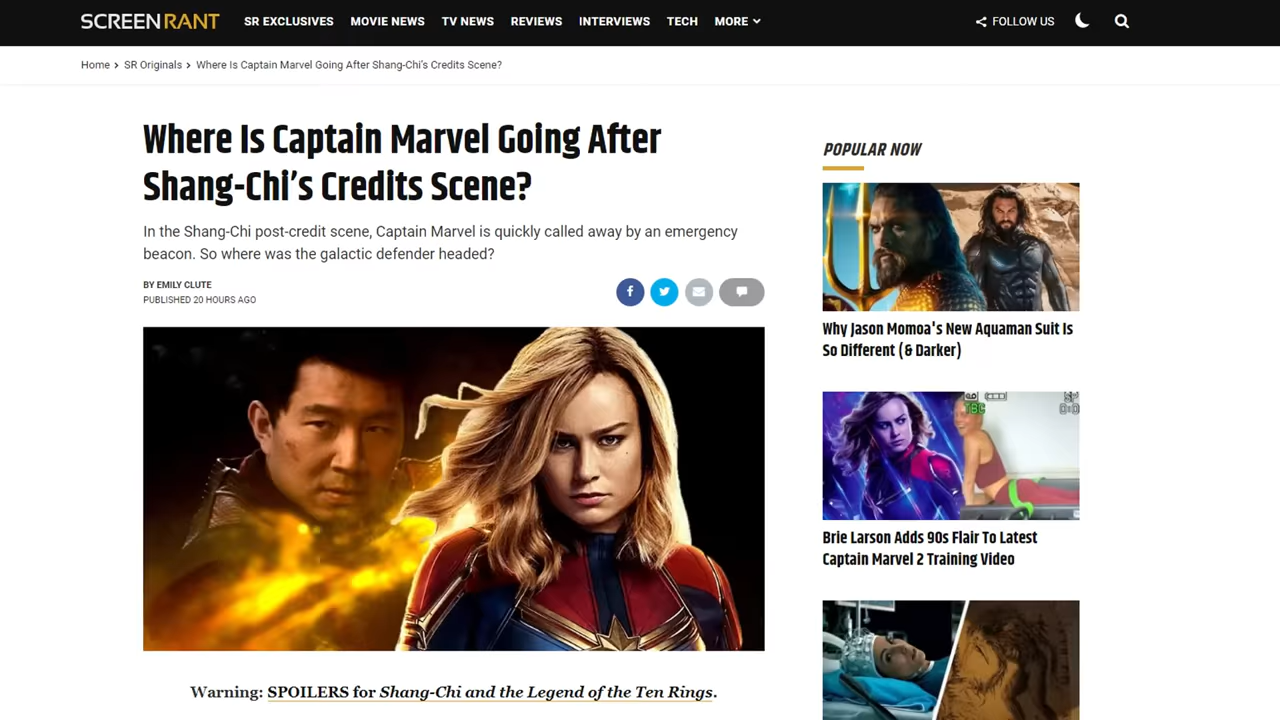 SCREENRANT SR EXCLUSIVES MOVIE NEWS TV NEWS REVIEWS INTERVIEWS TECH MORE FOLLOW US
Home > SR Originals > Where Is Captain Marvel Going After Shang-Chi's Credits Scene?
Where Is Captain Marvel Going After
Shang-Chi's Credits Scene?
In the Shang-Chi post-credit scene, Captain Marvel is quickly called away by an emergency
beacon. So where was the galactic defender headed?
BY EMILY CLUTE
PUBLISHED 20 HOURS AGO
Warning: SPOILERS for Shang-Chi and the Legend of the Ten Rings.
POPULAR NOW
Why Jason Momoa's New Aquaman Suit Is
So Different (& Darker)
TBC
SP
Brie Larson Adds 90s Flair To Latest
Captain Marvel 2 Training Video